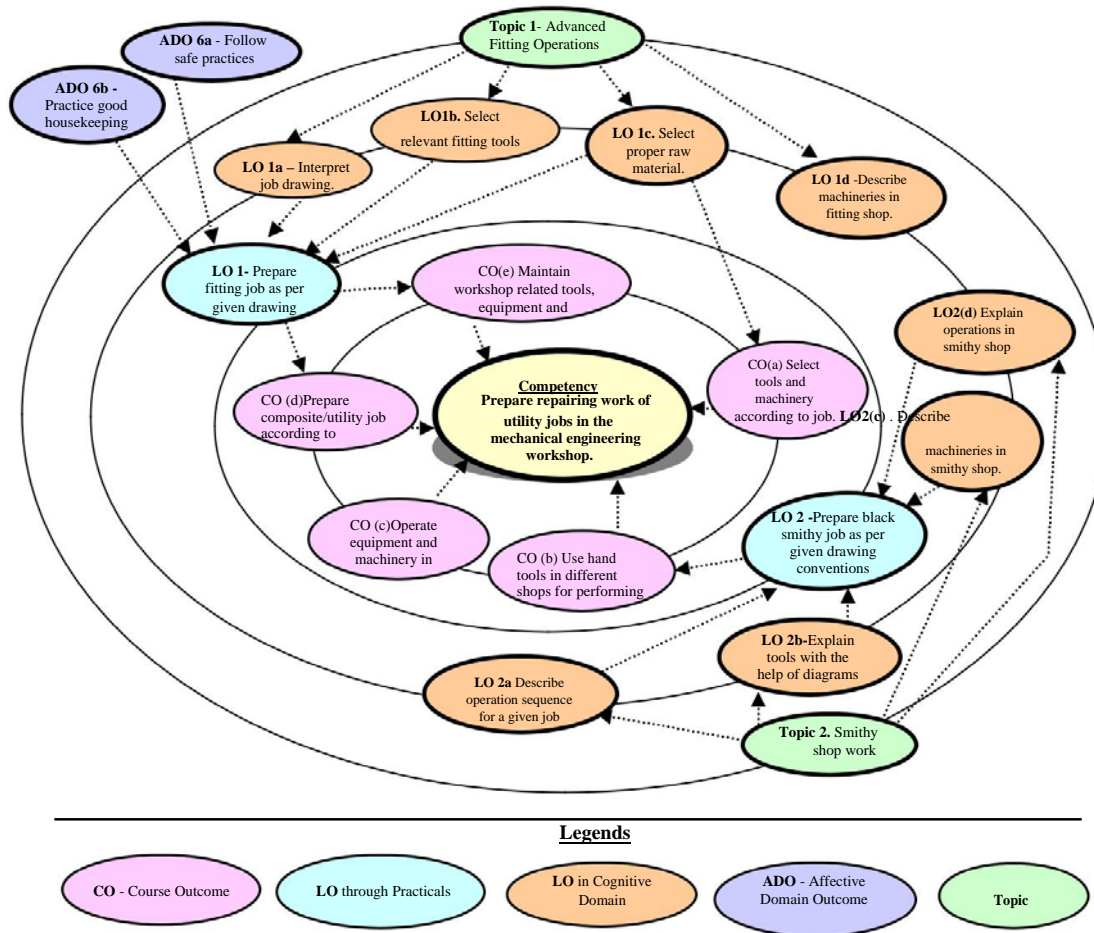 Topic 1- Advanced
Fitting Operations
ADO 6a - Follow
safe practices
ADO 6b -
Practice good
housekeeping
LO1b. Select
relevant fitting tools
LO 1a – Interpret
job drawing.
LO 1c. Select
proper raw
material.
LO 1d -Describe
machineries in
fitting shop.
LO 1- Prepare
fitting job as per
given drawing
CO(e) Maintain
workshop related tools,
equipment and
LO2(d) Explain
operations in
smithy shop
CO(a) Select
tools and
machinery
according to job.
LO2(c) . Describe
machineries in
smithy shop.
Competency
Prepare repairing work of
utility jobs in the
mechanical engineering
workshop.
CO (d)Prepare
composite/utility job
according to
CO (c)Operate
equipment and
machinery in
CO (b) Use hand
tools in different
shops for performing
LO 2 -Prepare black
smithy job as per
given drawing
conventions
LO 2b-Explain
tools with the
help of diagrams
LO 2a Describe
operation sequence
for a given job
Topic 2. Smithy
shop work
Legends
CO - Course Outcome
LO through Practicals
LO in Cognitive
Domain
ADO - Affective
Domain Outcome
Topic